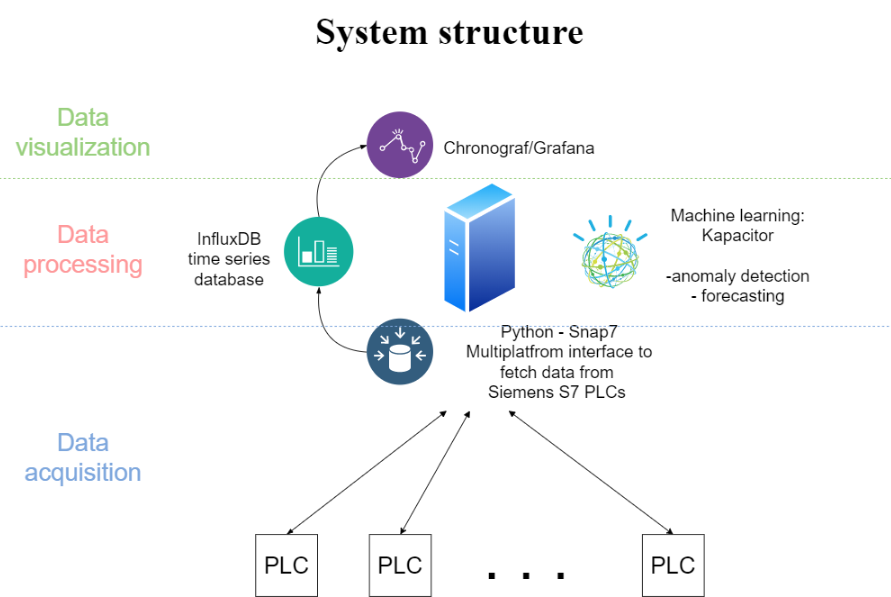 System structure
Data
visualization
Chronograf/Grafana
Data
processing
InfluxDB
time series
database
Machine learning:
Kapacitor
-anomaly detection
- forecasting
Python - Snap7
Multiplatfrom interface to
fetch data from
Siemens S7 PLCs
Data
acquisition
PLC
PLC
. . .
PLC